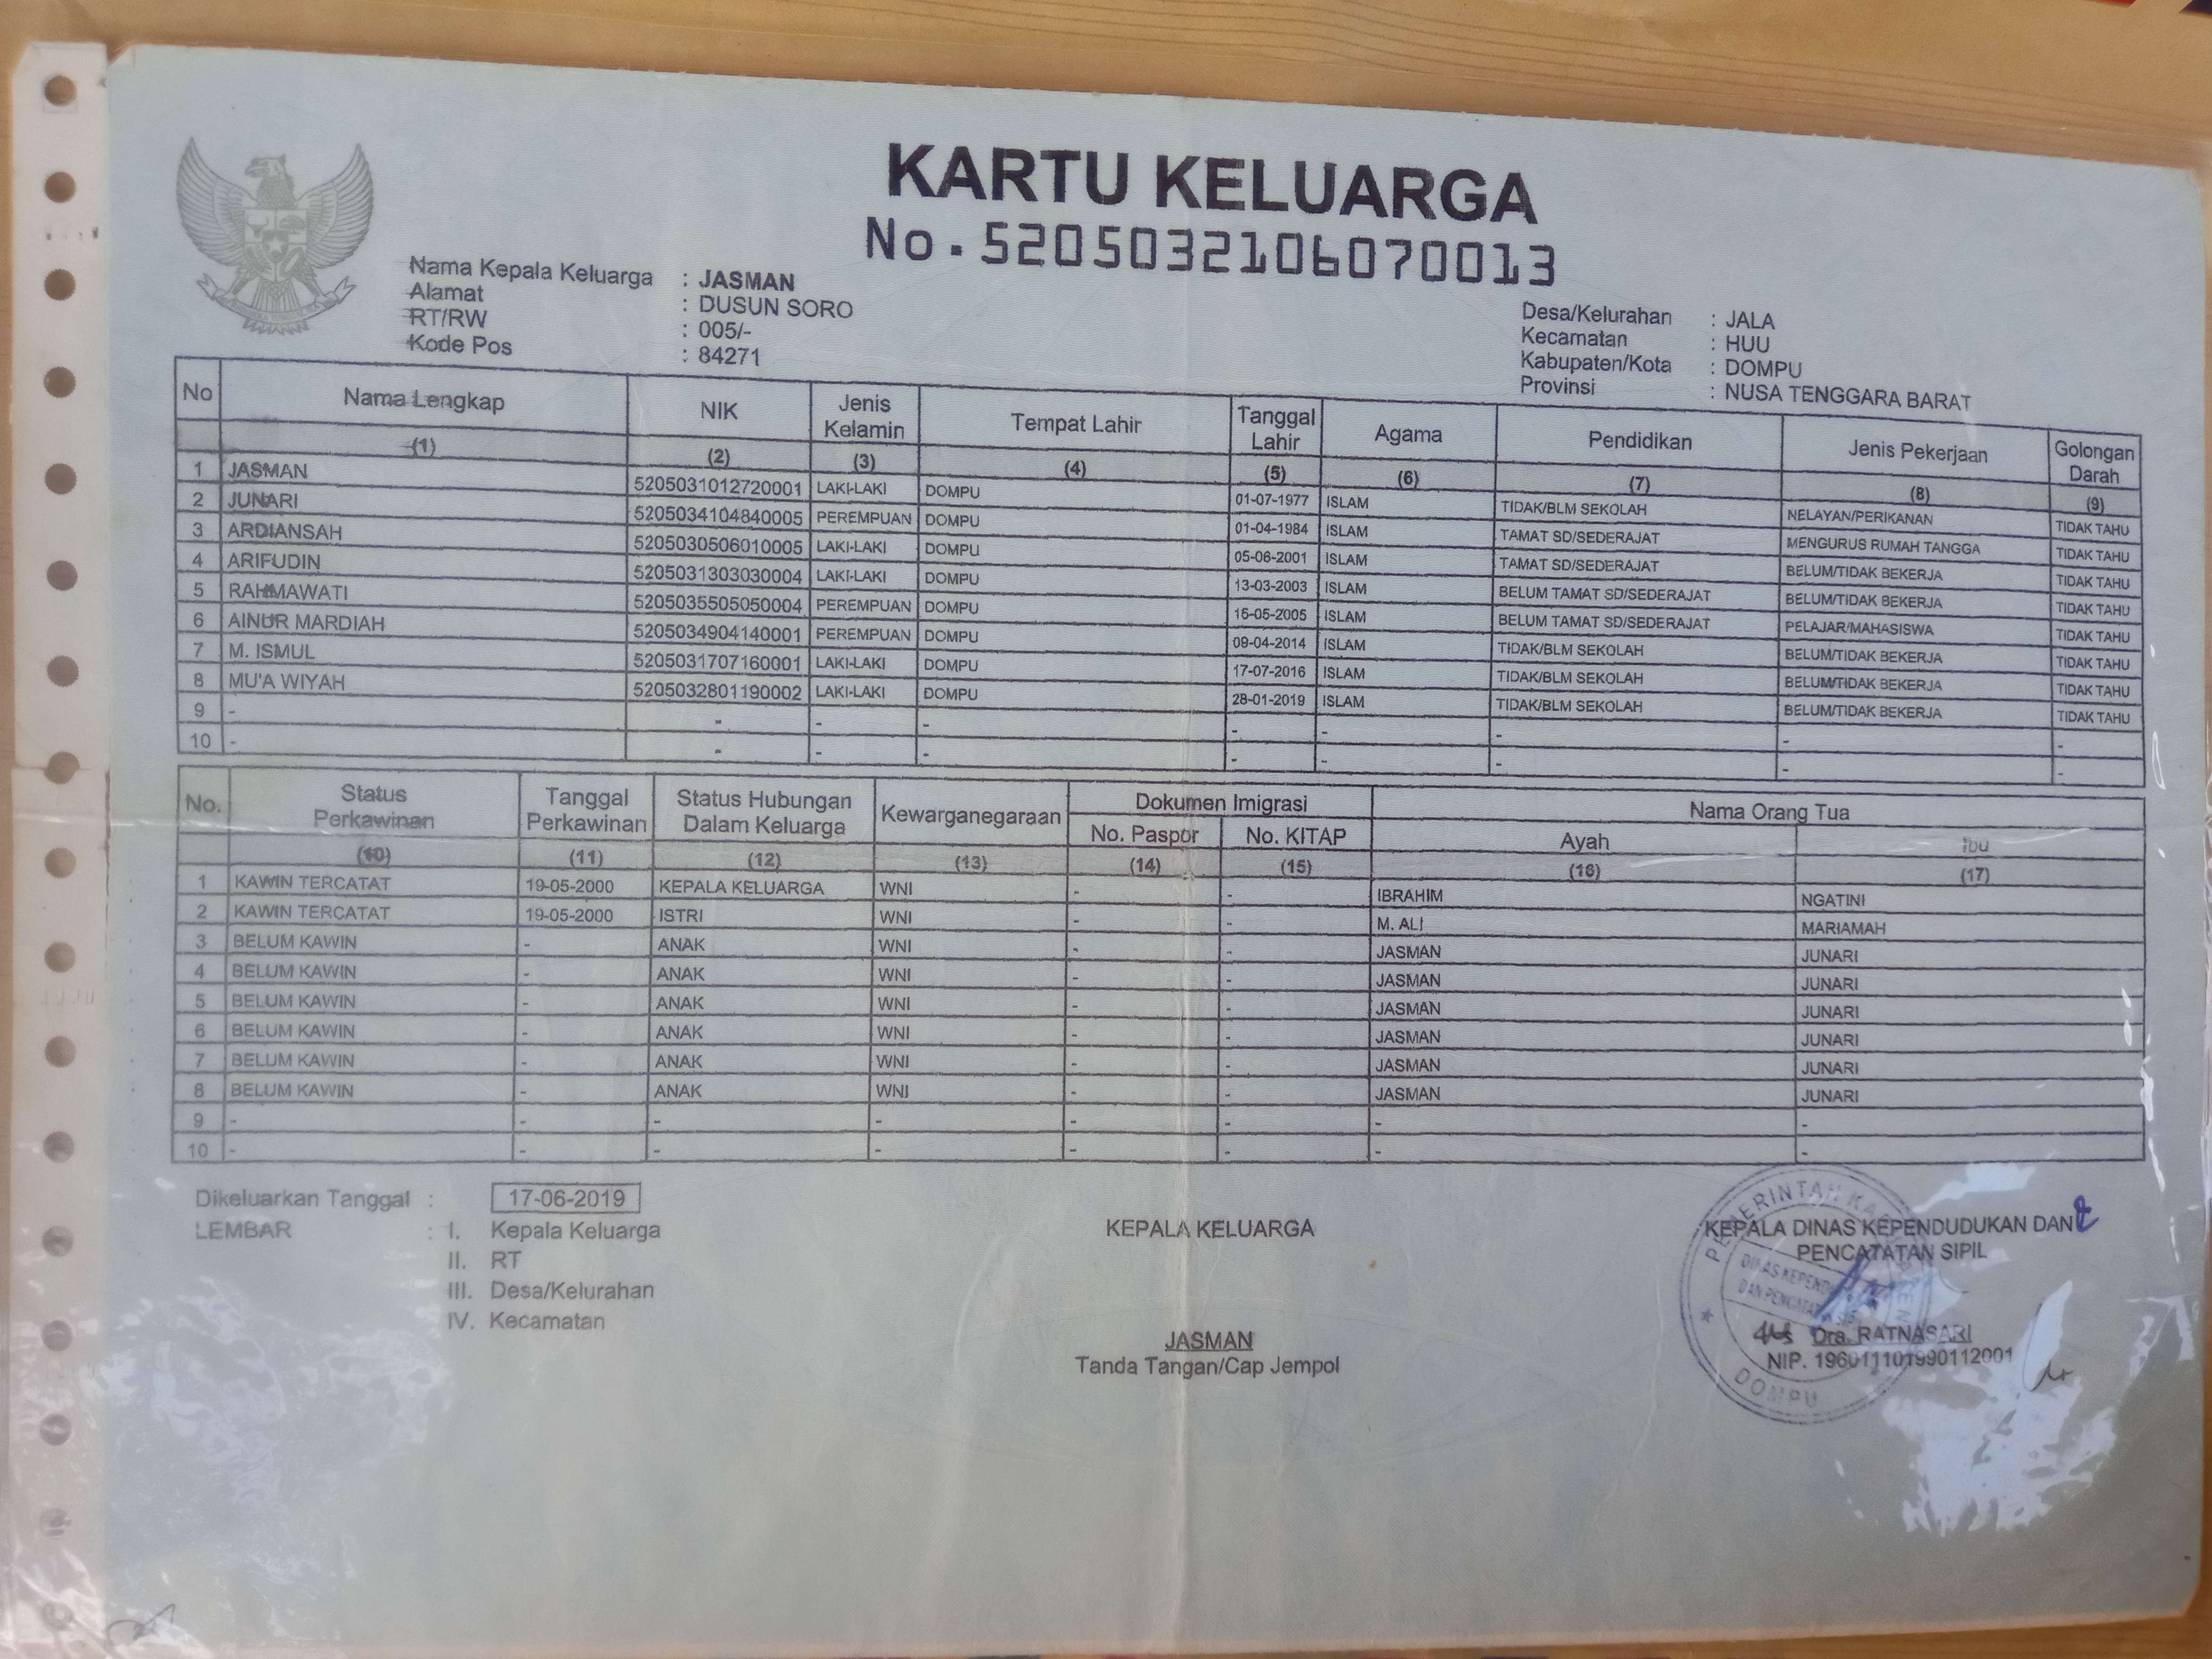 KARTU KELUARGA
No. 5205032106070013
Nama Kepala Keluarga : JASMAN
Alamat : DUSUN SORO
RT/RW : 005/-
Kode Pos : 84271
Desa/Kelurahan : JALA
Kecamatan : HUU
Kabupaten/Kota : DOMPU
Provinsi : NUSA TENGGARA BARAT
No Nama Lengkap NIK Jenis Kelamin Tempat Lahir Tanggal Lahir Agama Pendidikan Jenis Pekerjaan Golongan Darah
(1) (2) (3) (4) (5) (6) (7) (8) (9)
1 JASMAN 5205031012720001 LAKI-LAKI DOMPU 01-07-1977 ISLAM TIDAK/BLM SEKOLAH NELAYAN/PERIKANAN TIDAK TAHU
2 JUNARI 5205034104840005 PEREMPUAN DOMPU 01-04-1984 ISLAM TAMAT SD/SEDERAJAT MENGURUS RUMAH TANGGA TIDAK TAHU
3 ARDIANSAH 5205030506010005 LAKI-LAKI DOMPU 05-06-2001 ISLAM TAMAT SD/SEDERAJAT BELUM/TIDAK BEKERJA TIDAK TAHU
4 ARIFUDIN 5205031303030004 LAKI-LAKI DOMPU 13-03-2003 ISLAM BELUM TAMAT SD/SEDERAJAT BELUM/TIDAK BEKERJA TIDAK TAHU
5 RAHMAWATI 5205035505050004 PEREMPUAN DOMPU 15-05-2005 ISLAM BELUM TAMAT SD/SEDERAJAT PELAJAR/MAHASISWA TIDAK TAHU
6 AINUR MARDIAH 5205034904140001 PEREMPUAN DOMPU 09-04-2014 ISLAM TIDAK/BLM SEKOLAH BELUM/TIDAK BEKERJA TIDAK TAHU
7 M. ISMUL 5205031707160001 LAKI-LAKI DOMPU 17-07-2016 ISLAM TIDAK/BLM SEKOLAH BELUM/TIDAK BEKERJA TIDAK TAHU
8 MU'A WIYAH 5205032801190002 LAKI-LAKI DOMPU 28-01-2019 ISLAM TIDAK/BLM SEKOLAH BELUM/TIDAK BEKERJA TIDAK TAHU
9 - - - - - - - - -
10 - - - - - - - - -
No. Status Perkawinan Tanggal Perkawinan Status Hubungan Dalam Keluarga Kewarganegaraan Dokumen Imigrasi Nama Orang Tua
No. Paspor No. KITAP Ayah Ibu
(10) (11) (12) (13) (14) (15) (16) (17)
1 KAWIN TERCATAT 19-05-2000 KEPALA KELUARGA WNI - - IBRAHIM NGATINI
2 KAWIN TERCATAT 19-05-2000 ISTRI WNI - - M. ALI MARIAMAH
3 BELUM KAWIN - ANAK WNI - - JASMAN JUNARI
4 BELUM KAWIN - ANAK WNI - - JASMAN JUNARI
5 BELUM KAWIN - ANAK WNI - - JASMAN JUNARI
6 BELUM KAWIN - ANAK WNI - - JASMAN JUNARI
7 BELUM KAWIN - ANAK WNI - - JASMAN JUNARI
8 BELUM KAWIN - ANAK WNI - - JASMAN JUNARI
9 - - - - - - - -
10 - - - - - - - -
Dikeluarkan Tanggal : 17-06-2019
LEMBAR : I. Kepala Keluarga
II. RT
III. Desa/Kelurahan
IV. Kecamatan
KEPALA KELUARGA
JASMAN
Tanda Tangan/Cap Jempol
KEPALA DINAS KEPENDUDUKAN DAN
PENCATATAN SIPIL
Dra. RATNASARI
NIP. 196011101990112001
PEMERINTAH
DOMPU